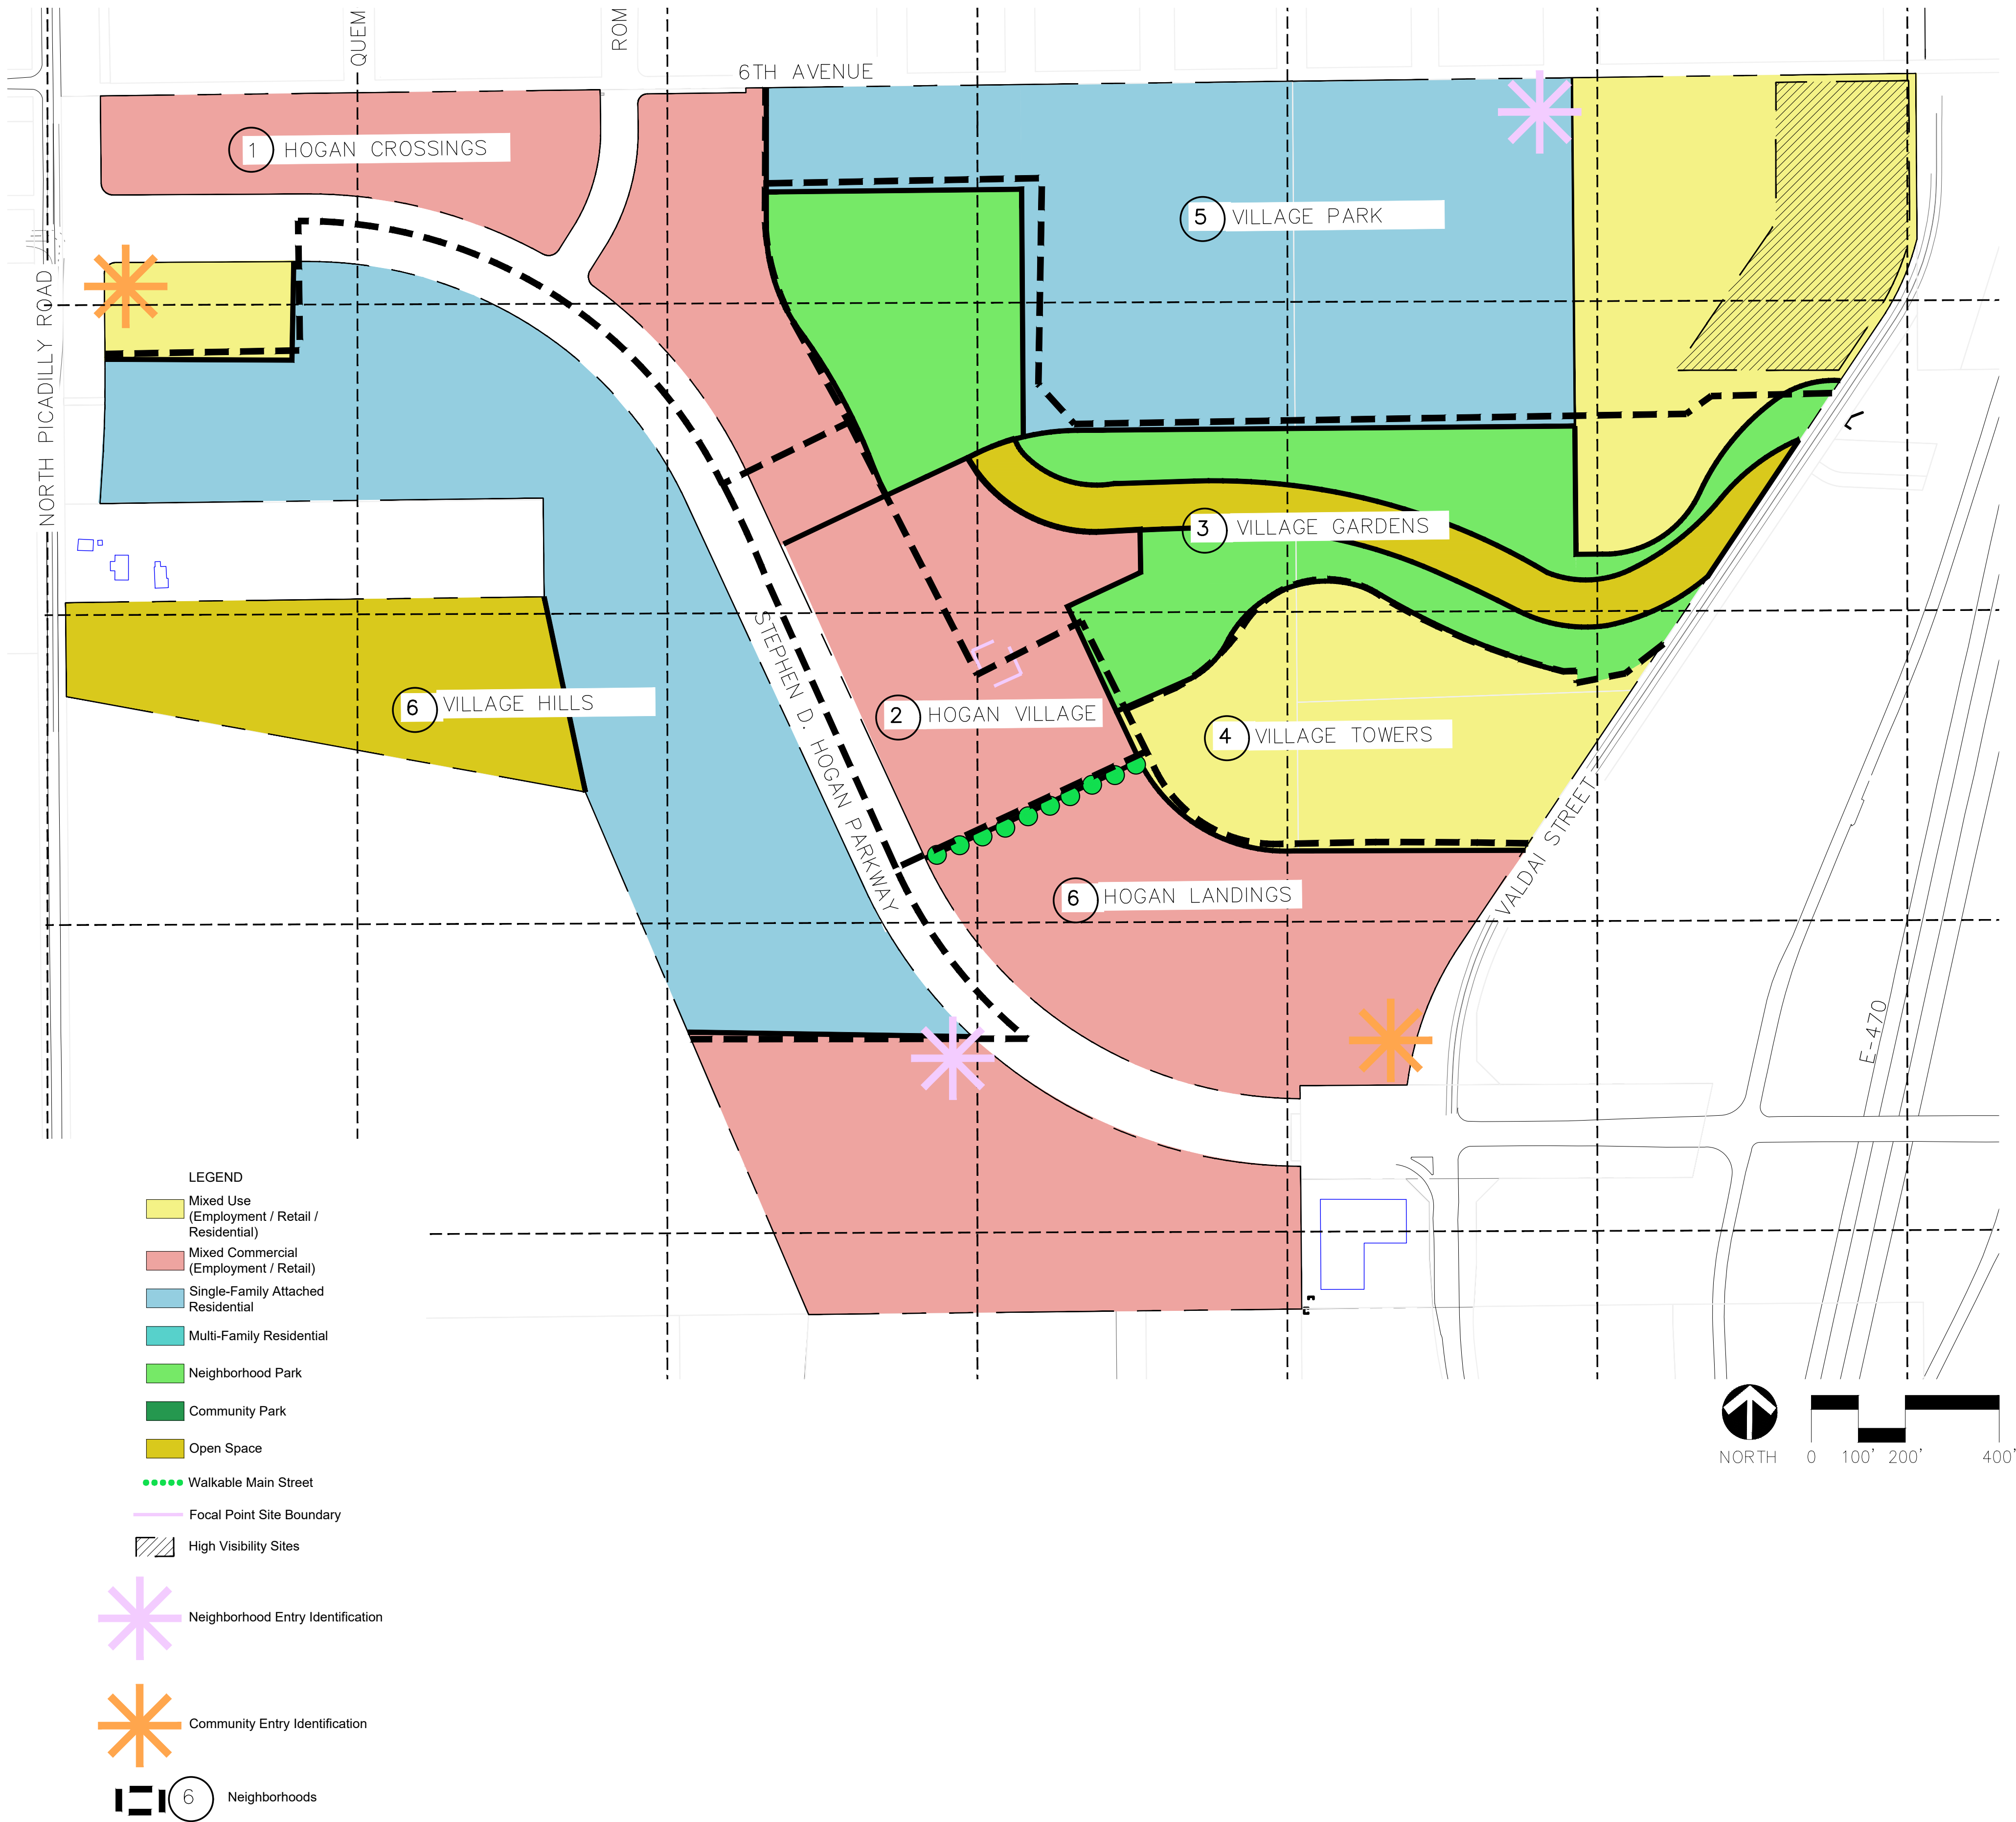 QUEM
ROM
6TH AVENUE
1 HOGAN CROSSINGS
5 VILLAGE PARK
NORTH PICADILLY ROAD
3 VILLAGE GARDENS
STEPHEN D. HOGAN PARKWAY
6 VILLAGE HILLS
2 HOGAN VILLAGE
4 VILLAGE TOWERS
VALDAI STREET
6 HOGAN LANDINGS
E-470
LEGEND
Mixed Use
(Employment / Retail /
Residential)
Mixed Commercial
(Employment / Retail)
Single-Family Attached
Residential
Multi-Family Residential
Neighborhood Park
Community Park
Open Space
Walkable Main Street
Focal Point Site Boundary
High Visibility Sites
Neighborhood Entry Identification
Community Entry Identification
6 Neighborhoods
NORTH 0 100' 200' 400'